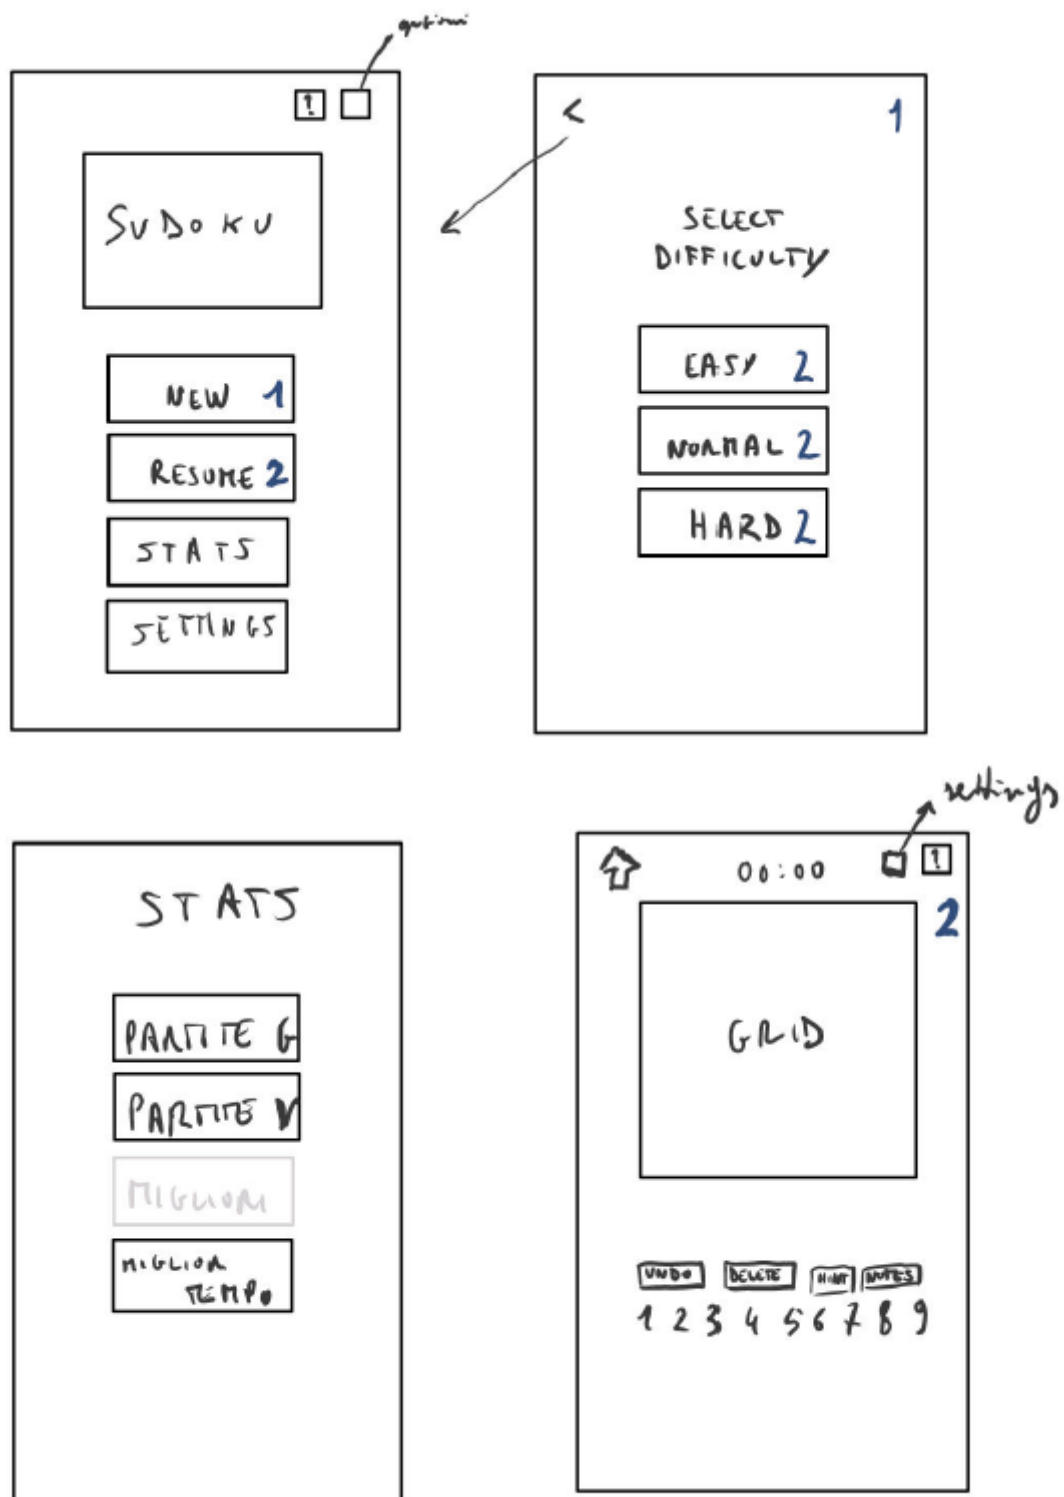 !
SUDOKU
NEW 1
RESUME 2
STATS
SETTINGS
<
1
SELECT
DIFFICULTY
EASY 2
NORMAL 2
HARD 2
STATS
PARTITE G
PARTITE V
MIGLIORI
MIGLIOR
TEMPO
settings
00:00
!
2
GRID
UNDO DELETE HINT NOTES
1 2 3 4 5 6 7 8 9